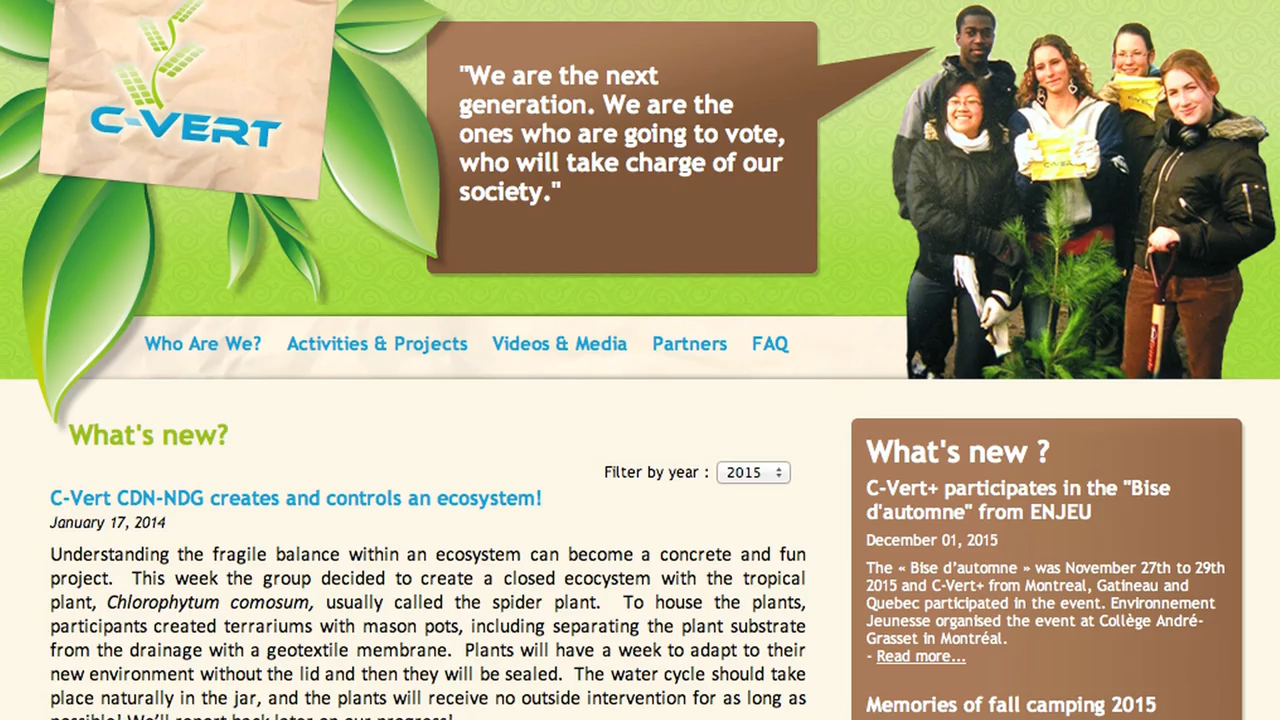 C-VERT
"We are the next
generation. We are the
ones who are going to vote,
who will take charge of our
society."
Who Are We? Activities & Projects Videos & Media Partners FAQ
What's new?
Filter by year : 2015
C-Vert CDN-NDG creates and controls an ecosystem!
January 17, 2014
Understanding the fragile balance within an ecosystem can become a concrete and fun
project. This week the group decided to create a closed ecocystem with the tropical
plant, Chlorophytum comosum, usually called the spider plant. To house the plants,
participants created terrariums with mason pots, including separating the plant substrate
from the drainage with a geotextile membrane. Plants will have a week to adapt to their
new environment without the lid and then they will be sealed. The water cycle should take
place naturally in the jar, and the plants will receive no outside intervention for as long as
possible! We'll report back later on our progress!
What's new ?
C-Vert+ participates in the "Bise
d'automne" from ENJEU
December 01, 2015
The « Bise d'automne » was November 27th to 29th
2015 and C-Vert+ from Montreal, Gatineau and
Quebec participated in the event. Environnement
Jeunesse organised the event at Collège André-
Grasset in Montréal.
- Read more...
Memories of fall camping 2015